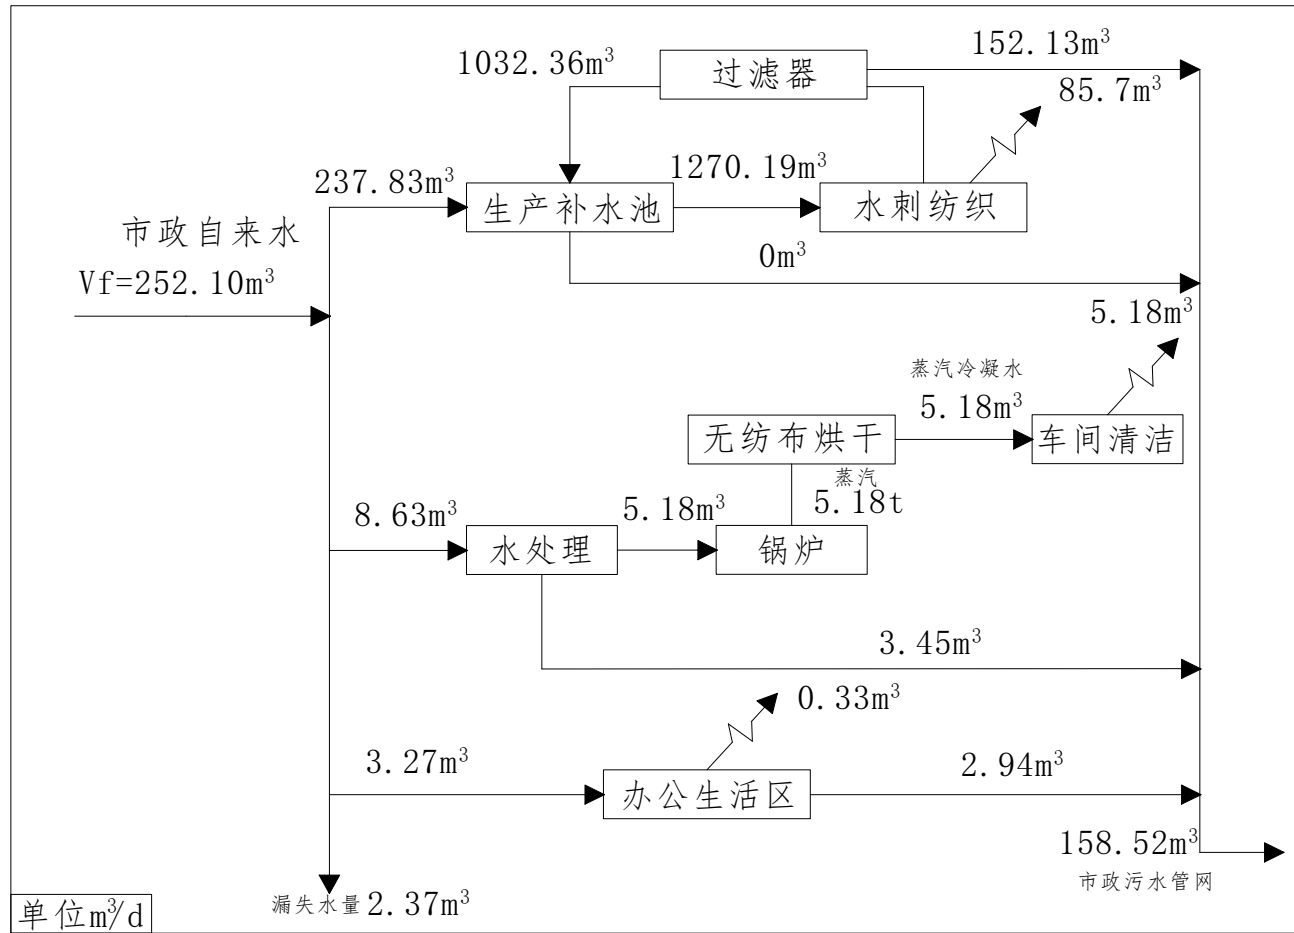 152.13m³
1032.36m³
过滤器
85.7m³
1270.19m³
237.83m³
生产补水池
水刺纺织
市政自来水
0m³
Vf=252.10m³
5.18m³
蒸汽冷凝水
5.18m³
无纺布烘干
车间清洁
蒸汽
5.18t
8.63m³
5.18m³
水处理
锅炉
3.45m³
0.33m³
3.27m³
2.94m³
办公生活区
158.52m³
市政污水管网
漏失水量2.37m³
单位m³/d